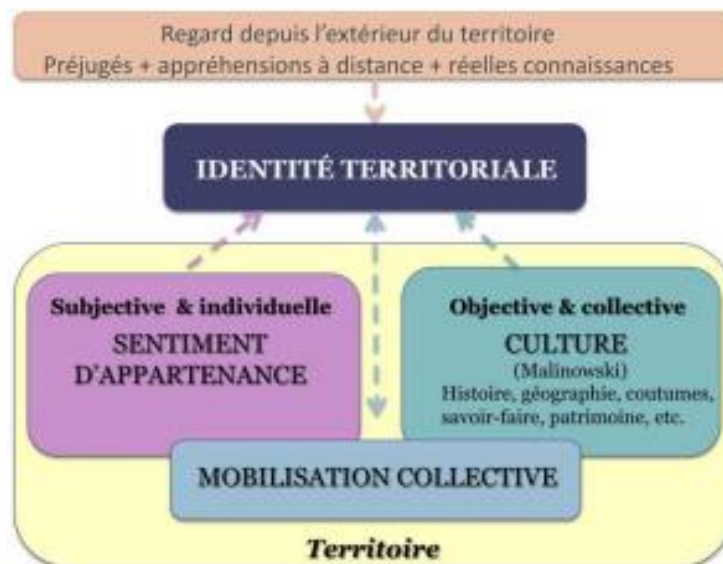 Regard depuis l'extérieur du territoire
Préjugés + appréhensions à distance + réelles connaissances
IDENTITÉ TERRITORIALE
Subjective & individuelle
SENTIMENT
D'APPARTENANCE
Objective & collective
CULTURE
(Malinowski)
Histoire, géographie, coutumes,
savoir-faire, patrimoine, etc.
MOBILISATION COLLECTIVE
Territoire